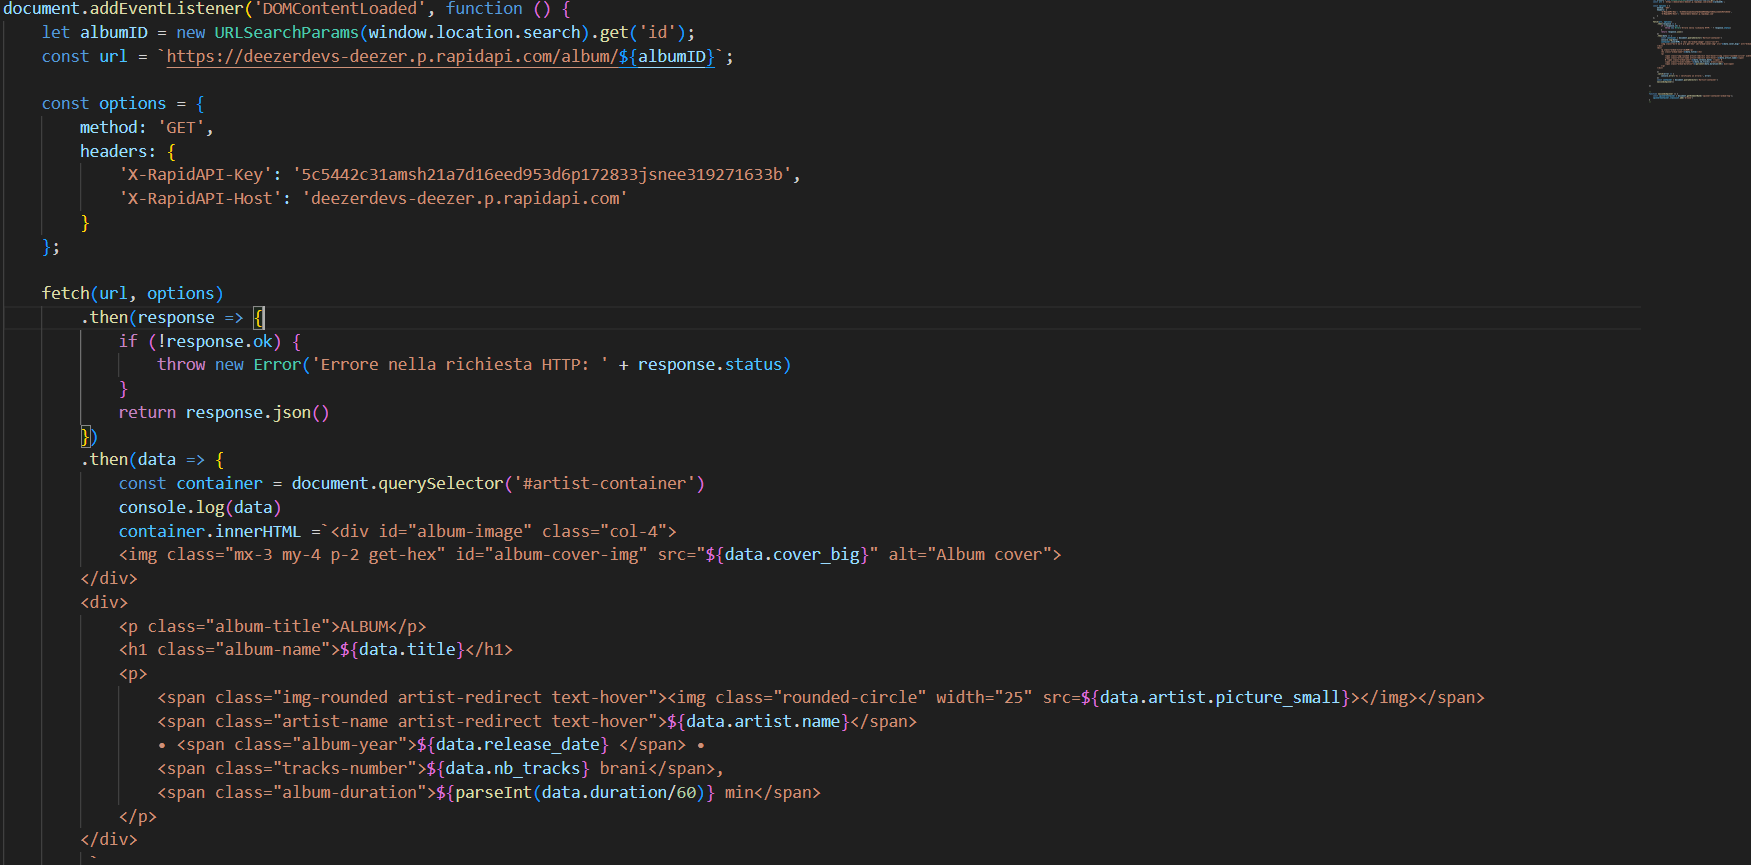 document.addEventListener('DOMContentLoaded', function () {
    let albumID = new URLSearchParams(window.location.search).get('id');
    const url = `https://deezerdevs-deezer.p.rapidapi.com/album/${albumID}`;

    const options = {
        method: 'GET',
        headers: {
            'X-RapidAPI-Key': '5c5442c31amsh21a7d16eed953d6p172833jsnee319271633b',
            'X-RapidAPI-Host': 'deezerdevs-deezer.p.rapidapi.com'
        }
    };

    fetch(url, options)
        .then(response => {
            if (!response.ok) {
                throw new Error('Errore nella richiesta HTTP: ' + response.status)
            }
            return response.json()
        })
        .then(data => {
            const container = document.querySelector('#artist-container')
            console.log(data)
            container.innerHTML =`<div id="album-image" class="col-4">
            <img class="mx-3 my-4 p-2 get-hex" id="album-cover-img" src="${data.cover_big}" alt="Album cover">
        </div>
        <div>
            <p class="album-title">ALBUM</p>
            <h1 class="album-name">${data.title}</h1>
            <p>
                <span class="img-rounded artist-redirect text-hover"><img class="rounded-circle" width="25" src=${data.artist.picture_small}></img></span>
                <span class="artist-name artist-redirect text-hover">${data.artist.name}</span>
                • <span class="album-year">${data.release_date} </span> •
                <span class="tracks-number">${data.nb_tracks} brani</span>,
                <span class="album-duration">${parseInt(data.duration/60)} min</span>
            </p>
        </div>
         `